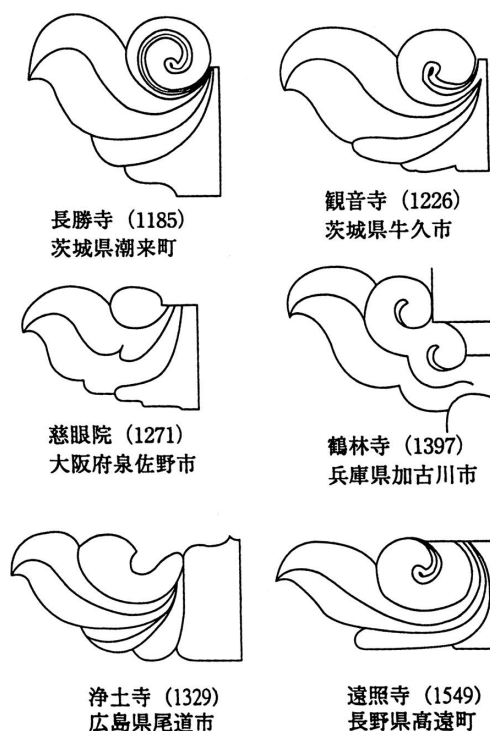 長勝寺 (1185)
茨城県潮来町
観音寺 (1226)
茨城県牛久市
慈眼院 (1271)
大阪府泉佐野市
鶴林寺 (1397)
兵庫県加古川市
浄土寺 (1329)
広島県尾道市
遠照寺 (1549)
長野県高遠町